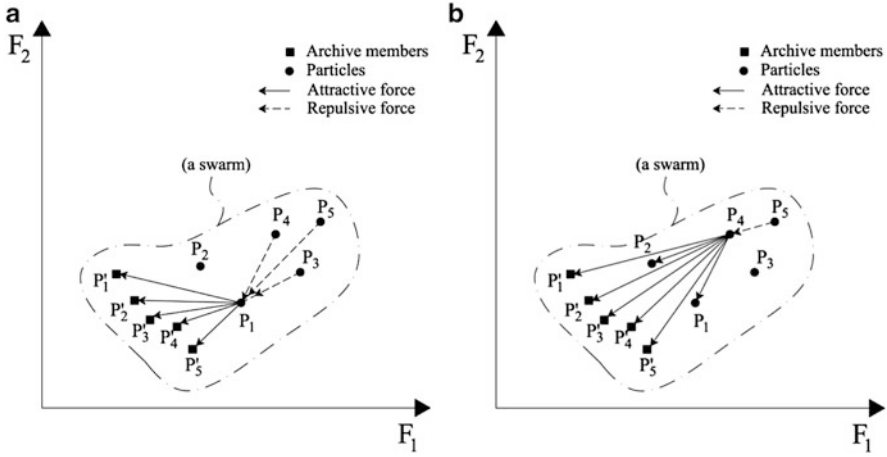 a
F2
Archive members
Particles
Attractive force
Repulsive force
(a swarm)
P4
P5
P2
P3
P'1
P'2
P'3
P'4
P1
P'5
F1
b
F2
Archive members
Particles
Attractive force
Repulsive force
(a swarm)
P4
P5
P2
P3
P'1
P'2
P'3
P'4
P1
P'5
F1